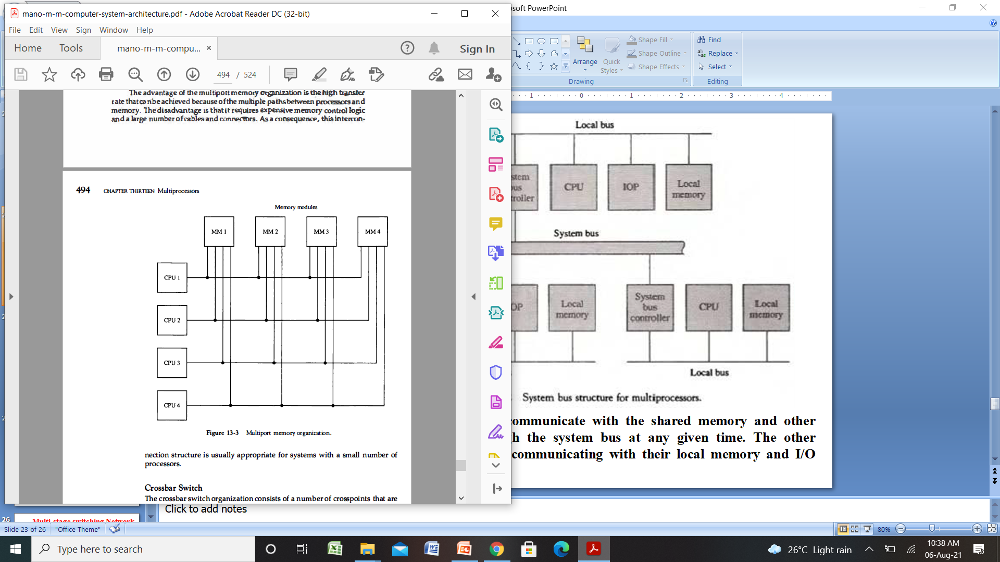 mano-m-m-computer-system-architecture.pdf - Adobe Acrobat Reader DC (32-bit)
File Edit View Sign Window Help
Home Tools mano-m-m-compu... × Sign In
494 / 524
The advantage of the multiport memory organization is the high transfer
rate that can be achieved because of the multiple paths between processors and
memory. The disadvantage is that it requires expensive memory control logic
and a large number of cables and connectors. As a consequence, this intercon-
494 CHAPTER THIRTEEN Multiprocessors
Memory modules
MM 1 MM 2 MM 3 MM 4
CPU 1
CPU 2
CPU 3
CPU 4
Figure 13-3 Multiport memory organization.
nection structure is usually appropriate for systems with a small number of
processors.
Crossbar Switch
The crossbar switch organization consists of a number of crosspoints that are
osoft PowerPoint
Shape Fill
Shape Outline
Shape Effects
Arrange
Quick
Styles
Find
Replace
Select
Drawing Editing
1 0 1 2 3 4
Local bus
stem
us
troller
CPU
IOP
Local
memory
System bus
OP
Local
memory
System
bus
controller
CPU
Local
memory
Local bus
System bus structure for multiprocessors.
communicate with the shared memory and other
h the system bus at any given time. The other
communicating with their local memory and I/O
Click to add notes
26 Multi stage switching Network
Slide 23 of 26 "Office Theme" 80%
Type here to search
26°C Light rain
10:38 AM
06-Aug-21